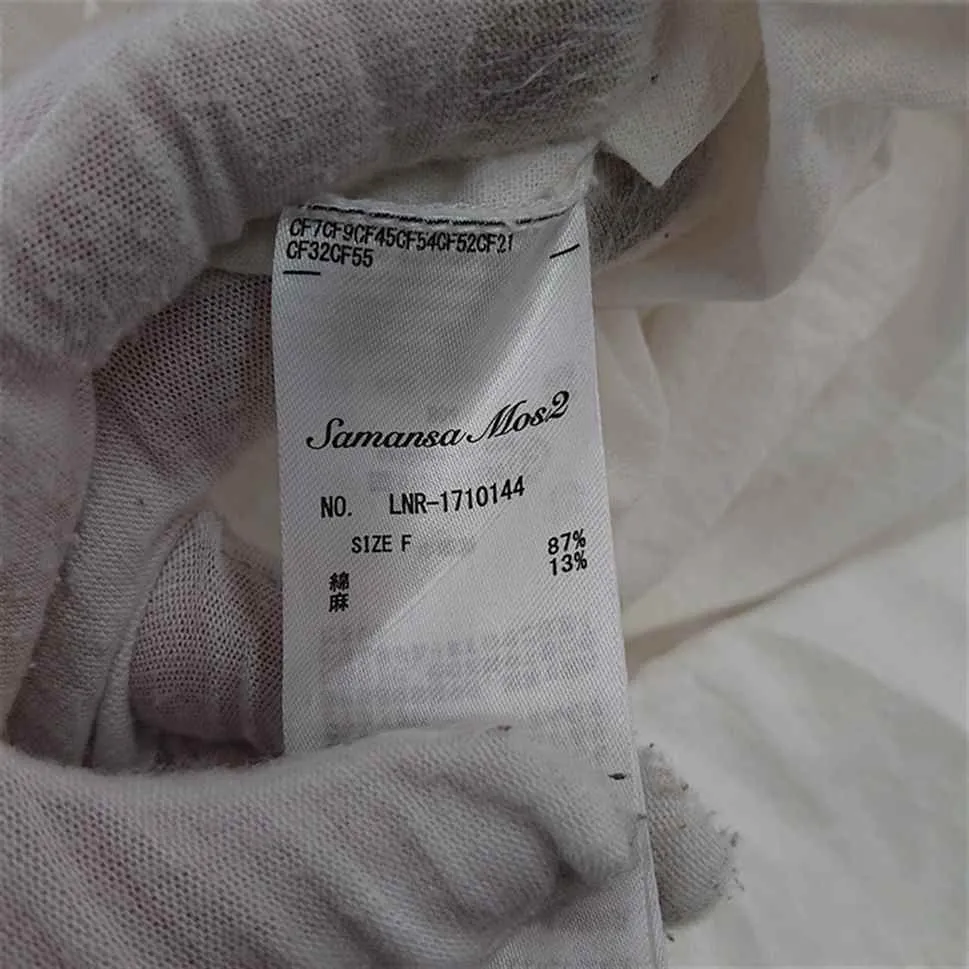 CF7CF9CF45CF54CF52CF21
CF32CF55
Samansa Mos2
NO. LNR-1710144
SIZE F
綿 87%
麻 13%